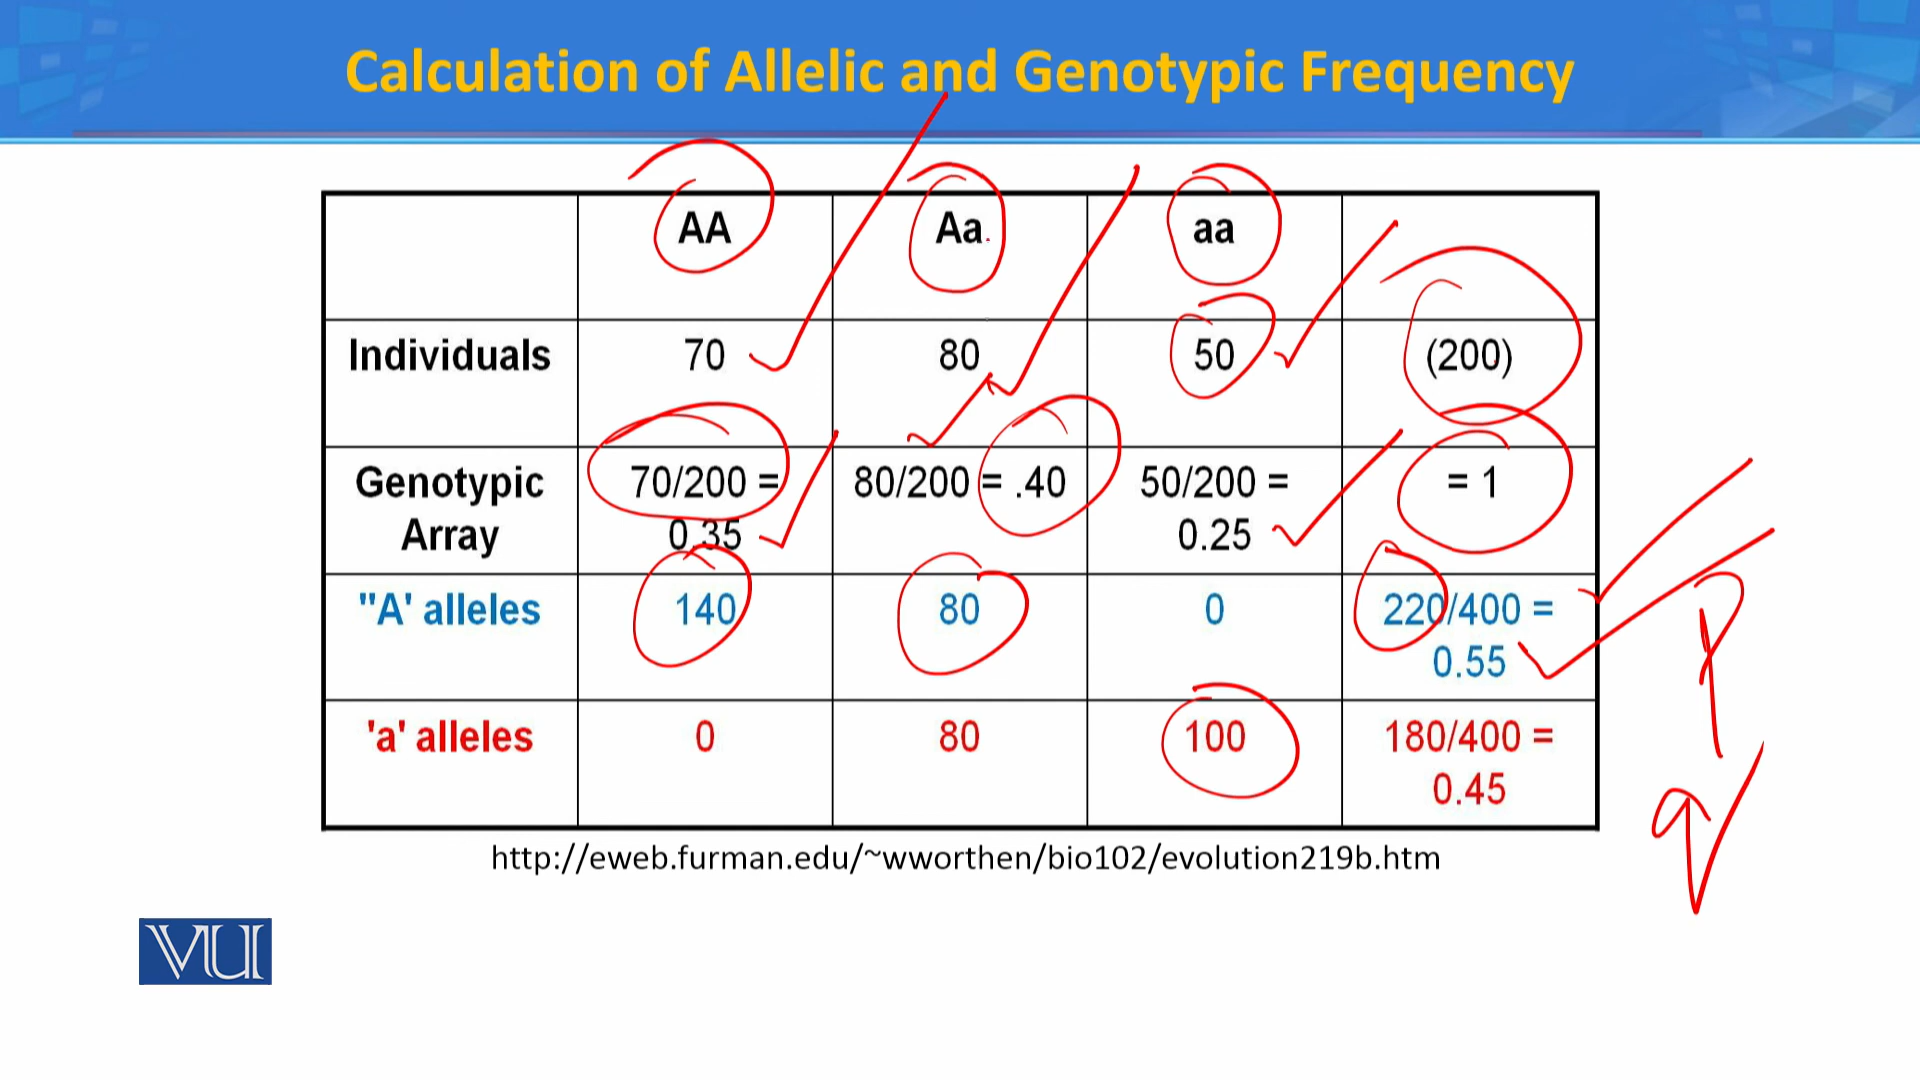 Calculation of Allelic and Genotypic Frequency
AA Aa aa
Individuals 70 80 50 (200)
Genotypic 70/200 = 80/200 = .40 50/200 = = 1
Array 0.35 0.25
"A' alleles 140 80 0 220/400 =
0.55
'a' alleles 0 80 100 180/400 =
0.45
p
q
http://eweb.furman.edu/~wworthen/bio102/evolution219b.htm
VU